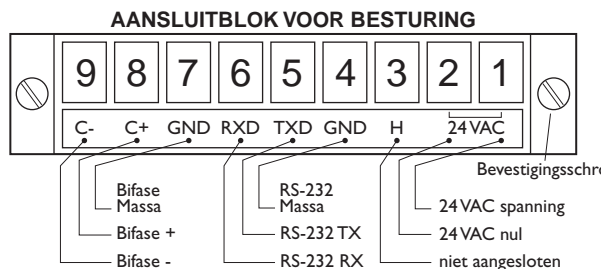 AANSLUITBLOK VOOR BESTURING
9 8 7 6 5 4 3 2 1
C- C+ GND RXD TXD GND H 24 VAC
Bevestigingsschro
Bifase
Massa
Bifase +
Bifase -
RS-232
Massa
RS-232 TX
RS-232 RX
24 VAC spanning
24 VAC nul
niet aangesloten